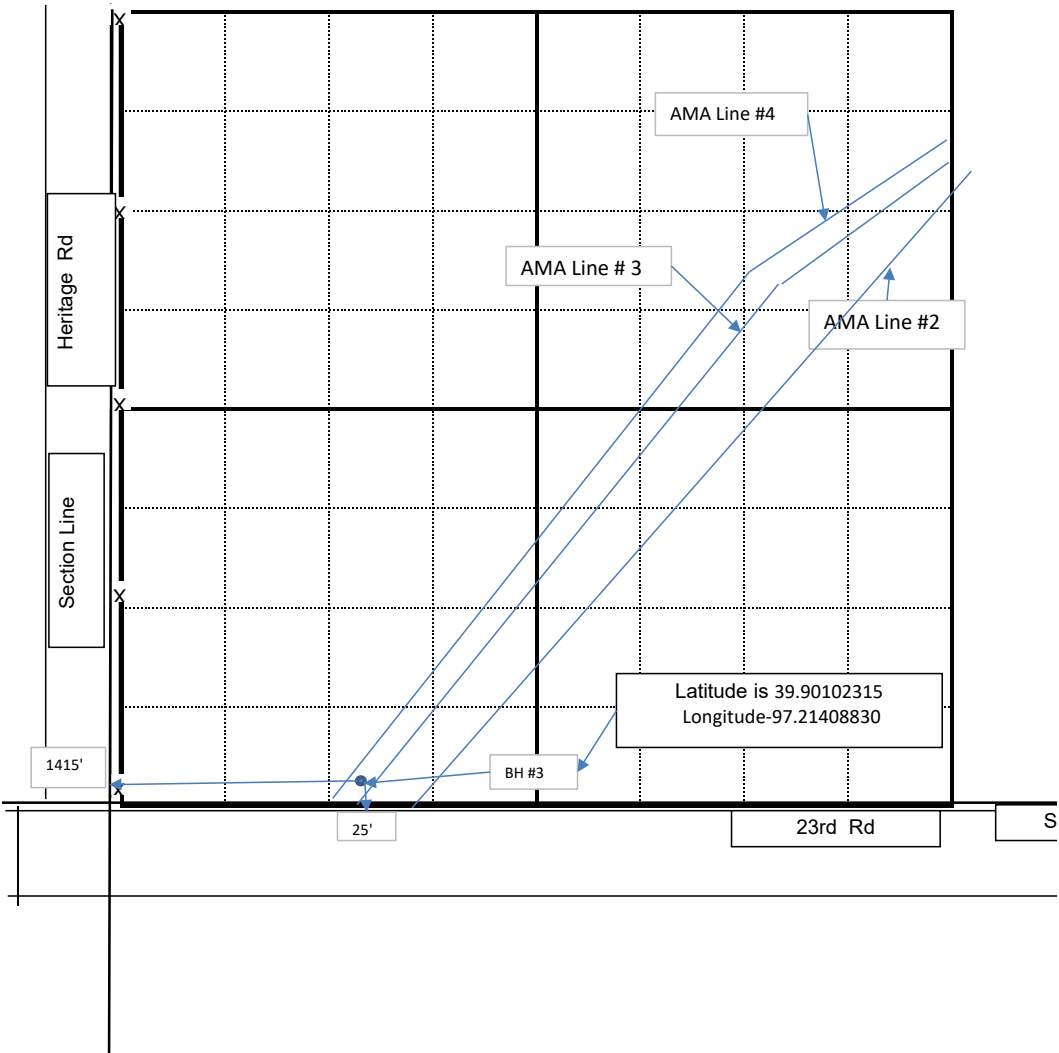 X
AMA Line #4
X
Heritage Rd
AMA Line # 3
AMA Line #2
X
Section Line
X
Latitude is 39.90102315
Longitude-97.21408830
1415'
BH #3
X
25'
23rd Rd
S